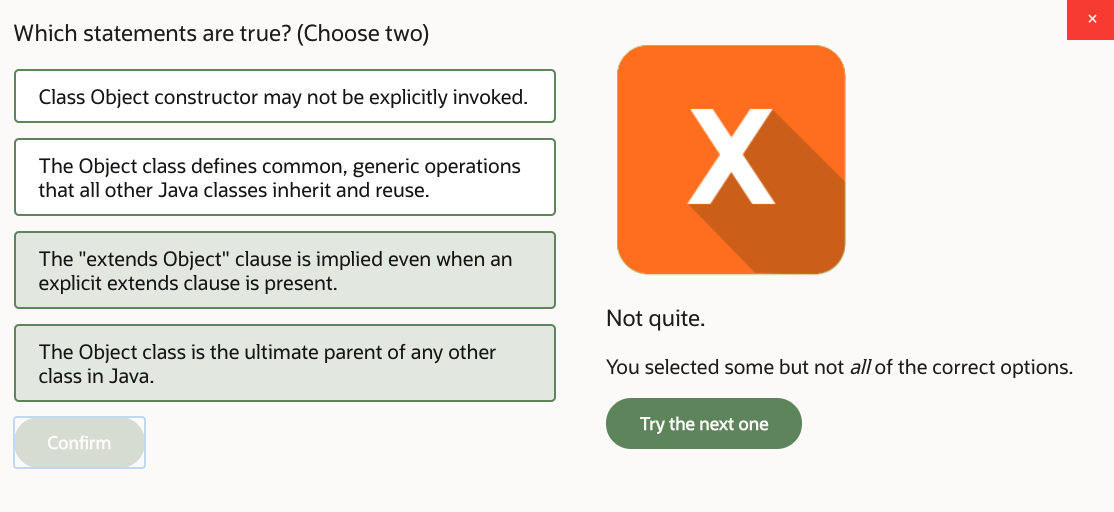 Which statements are true? (Choose two)
×
Class Object constructor may not be explicitly invoked.
The Object class defines common, generic operations
that all other Java classes inherit and reuse.
The "extends Object" clause is implied even when an
explicit extends clause is present.
The Object class is the ultimate parent of any other
class in Java.
Confirm
X
Not quite.
You selected some but not all of the correct options.
Try the next one